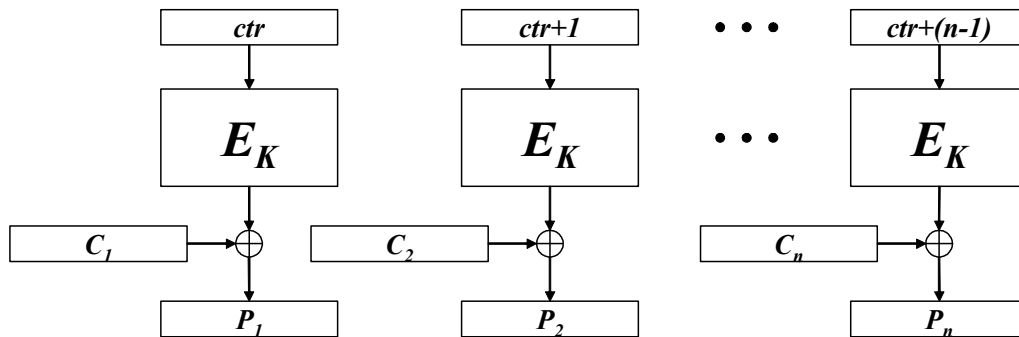 ctr ctr+1 • • • ctr+(n-1)
E_K E_K • • • E_K
C_1 C_2 C_n
P_1 P_2 P_n